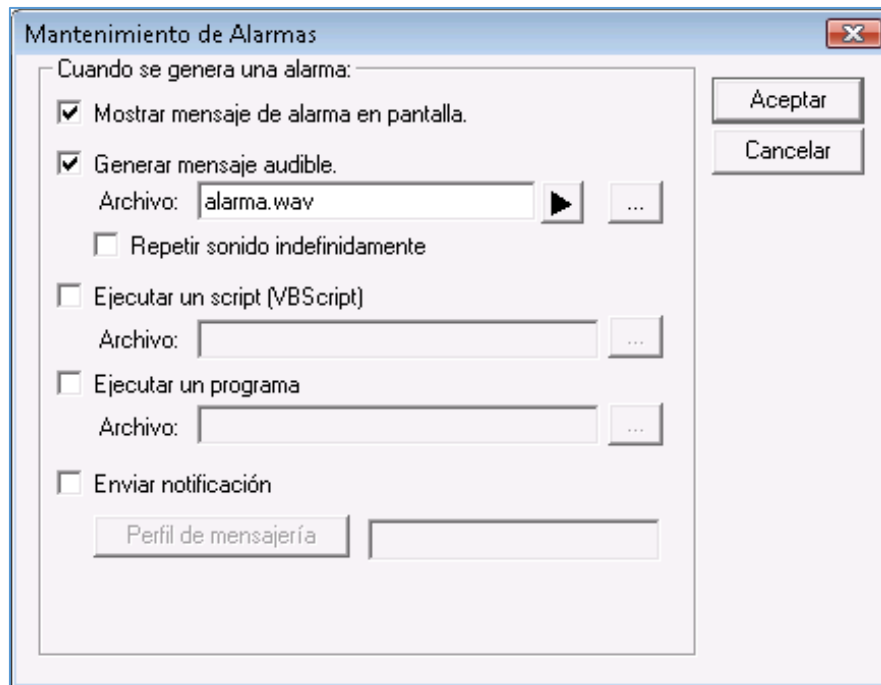 Mantenimiento de Alarmas
Cuando se genera una alarma:
Mostrar mensaje de alarma en pantalla.
Generar mensaje audible.
Archivo: alarma.wav ...
Repetir sonido indefinidamente
Ejecutar un script (VBScript)
Archivo: ...
Ejecutar un programa
Archivo: ...
Enviar notificación
Perfil de mensajería
Aceptar
Cancelar